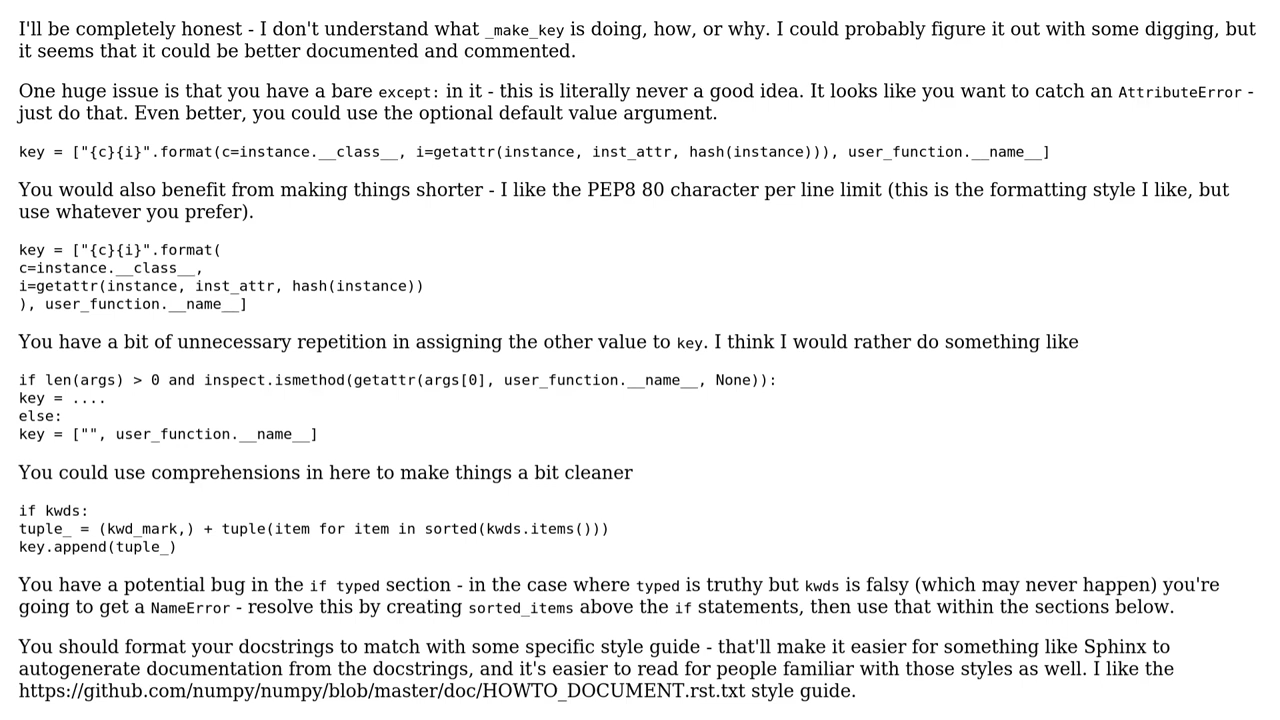 I'll be completely honest - I don't understand what _make_key is doing, how, or why. I could probably figure it out with some digging, but
it seems that it could be better documented and commented.
One huge issue is that you have a bare except: in it - this is literally never a good idea. It looks like you want to catch an AttributeError -
just do that. Even better, you could use the optional default value argument.
key = ["{c}{i}".format(c=instance.__class__, i=getattr(instance, inst_attr, hash(instance))), user_function.__name__]
You would also benefit from making things shorter - I like the PEP8 80 character per line limit (this is the formatting style I like, but
use whatever you prefer).
key = ["{c}{i}".format(
c=instance.__class__,
i=getattr(instance, inst_attr, hash(instance))
), user_function.__name__]
You have a bit of unnecessary repetition in assigning the other value to key. I think I would rather do something like
if len(args) > 0 and inspect.ismethod(getattr(args[0], user_function.__name__, None)):
key = ....
else:
key = ["", user_function.__name__]
You could use comprehensions in here to make things a bit cleaner
if kwds:
tuple_ = (kwd_mark,) + tuple(item for item in sorted(kwds.items()))
key.append(tuple_)
You have a potential bug in the if typed section - in the case where typed is truthy but kwds is falsy (which may never happen) you're
going to get a NameError - resolve this by creating sorted_items above the if statements, then use that within the sections below.
You should format your docstrings to match with some specific style guide - that'll make it easier for something like Sphinx to
autogenerate documentation from the docstrings, and it's easier to read for people familiar with those styles as well. I like the
https://github.com/numpy/numpy/blob/master/doc/HOWTO_DOCUMENT.rst.txt style guide.